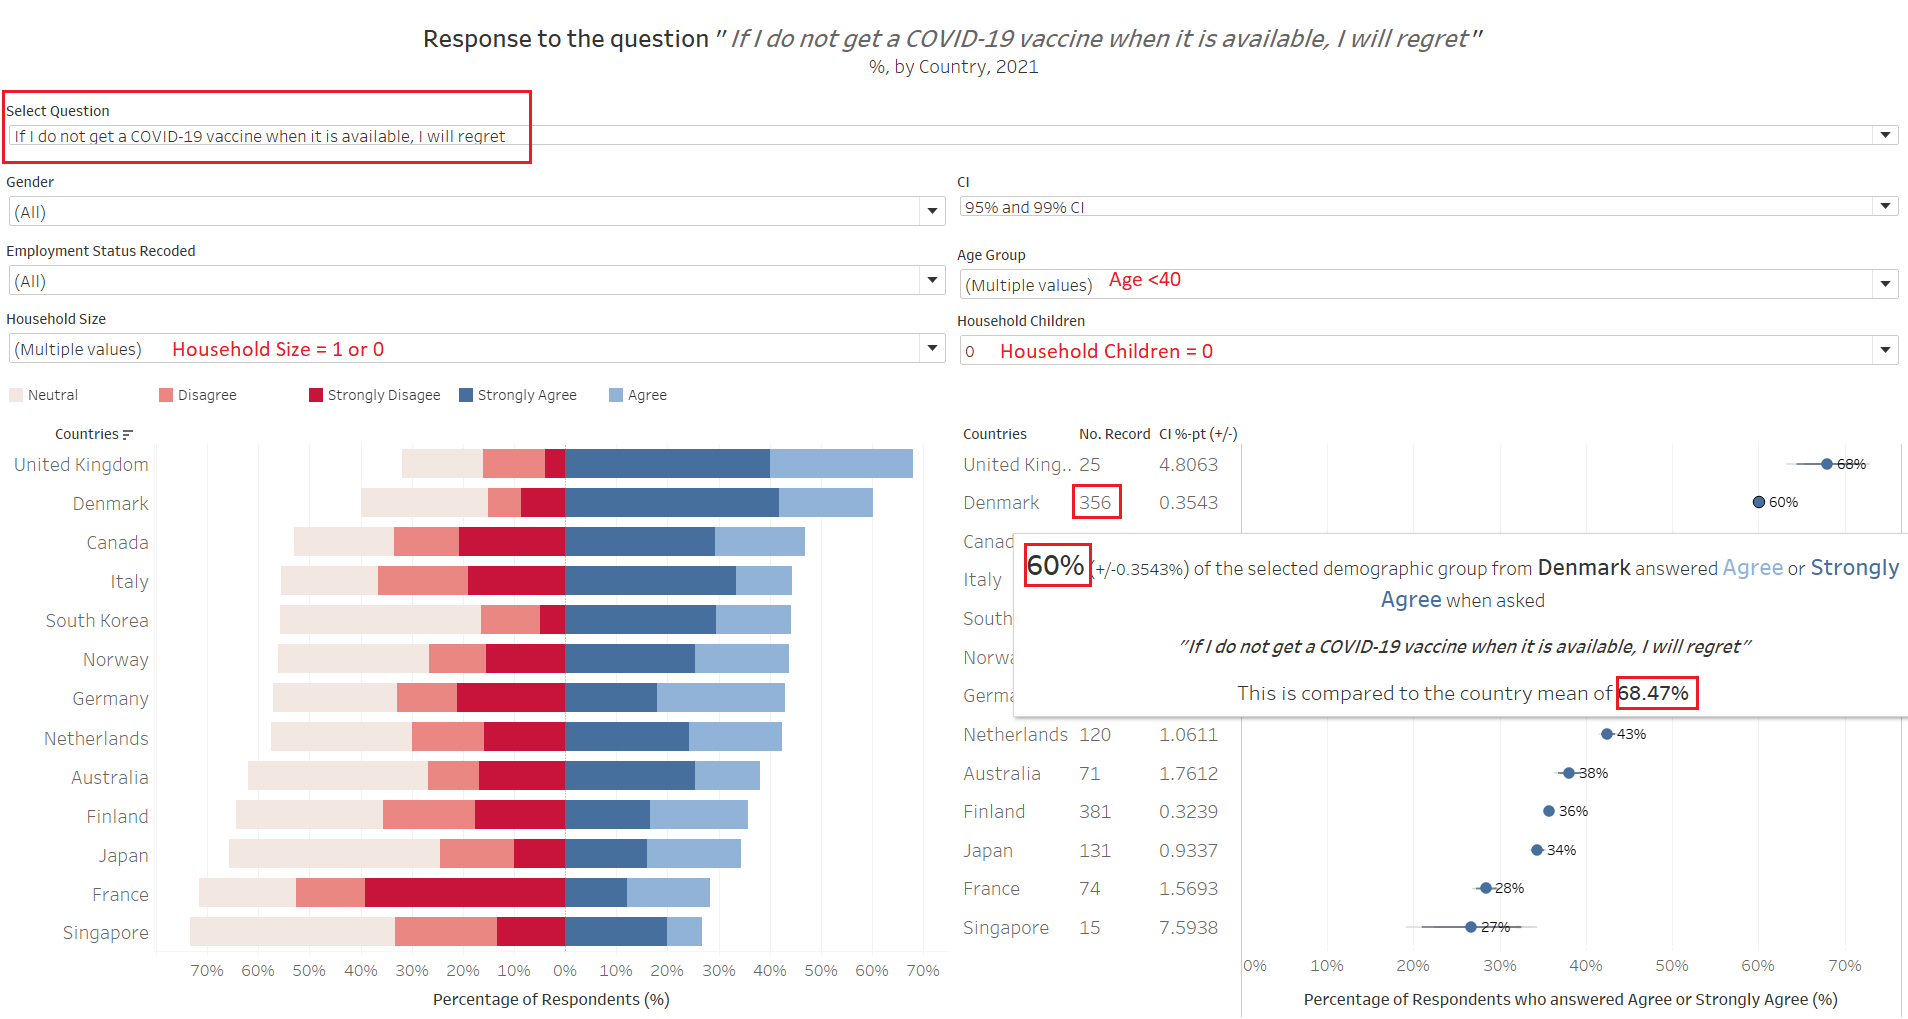 Response to the question "If I do not get a COVID-19 vaccine when it is available, I will regret"
%, by Country, 2021
Select Question
If I do not get a COVID-19 vaccine when it is available, I will regret
Gender
CI
(All)
95% and 99% CI
Employment Status Recoded
Age Group
(All)
(Multiple values) Age <40
Household Size
Household Children
(Multiple values) Household Size = 1 or 0
0 Household Children = 0
Neutral Disagree Strongly Disagee Strongly Agree Agree
Countries
United Kingdom
Denmark
Canada
Italy
South Korea
Norway
Germany
Netherlands
Australia
Finland
Japan
France
Singapore
70% 60% 50% 40% 30% 20% 10% 0% 10% 20% 30% 40% 50% 60% 70%
Percentage of Respondents (%)
Countries No. Record CI %-pt (+/-)
United King.. 25 4.8063 68%
Denmark 356 0.3543 60%
Canad
Italy
South
Norwa
Germa
60% (+/-0.3543%) of the selected demographic group from Denmark answered Agree or Strongly
Agree when asked
"If I do not get a COVID-19 vaccine when it is available, I will regret"
This is compared to the country mean of 68.47%
Netherlands 120 1.0611 43%
Australia 71 1.7612 38%
Finland 381 0.3239 36%
Japan 131 0.9337 34%
France 74 1.5693 28%
Singapore 15 7.5938 27%
0% 10% 20% 30% 40% 50% 60% 70%
Percentage of Respondents who answered Agree or Strongly Agree (%)